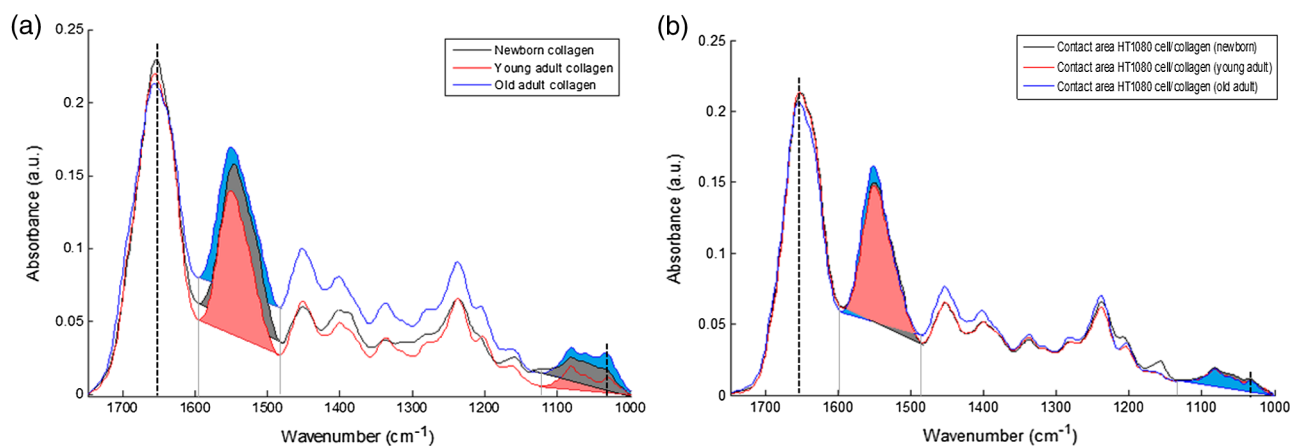 (a)
0.25
0.2
0.15
0.1
0.05
0
Absorbance (a.u.)
Newborn collagen
Young adult collagen
Old adult collagen
1700 1600 1500 1400 1300 1200 1100 1000
Wavenumber (cm-1)
(b)
0.25
0.2
0.15
0.1
0.05
0
Absorbance (a.u.)
Contact area HT1080 cell/collagen (newborn)
Contact area HT1080 cell/collagen (young adult)
Contact area HT1080 cell/collagen (old adult)
1700 1600 1500 1400 1300 1200 1100 1000
Wavenumber (cm-1)